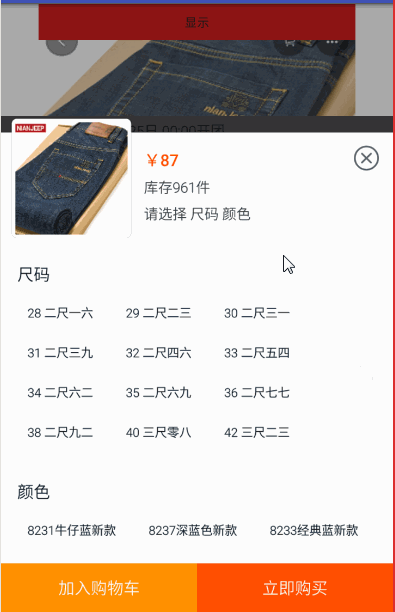 显示
5日 00:00开团
NIANJEEP
¥87
库存961件
请选择 尺码 颜色
尺码
28 二尺一六 29 二尺二三 30 二尺三一
31 二尺三九 32 二尺四六 33 二尺五四
34 二尺六二 35 二尺六九 36 二尺七七
38 二尺九二 40 三尺零八 42 三尺二三
颜色
8231牛仔蓝新款 8237深蓝色新款 8233经典蓝新款
加入购物车 立即购买